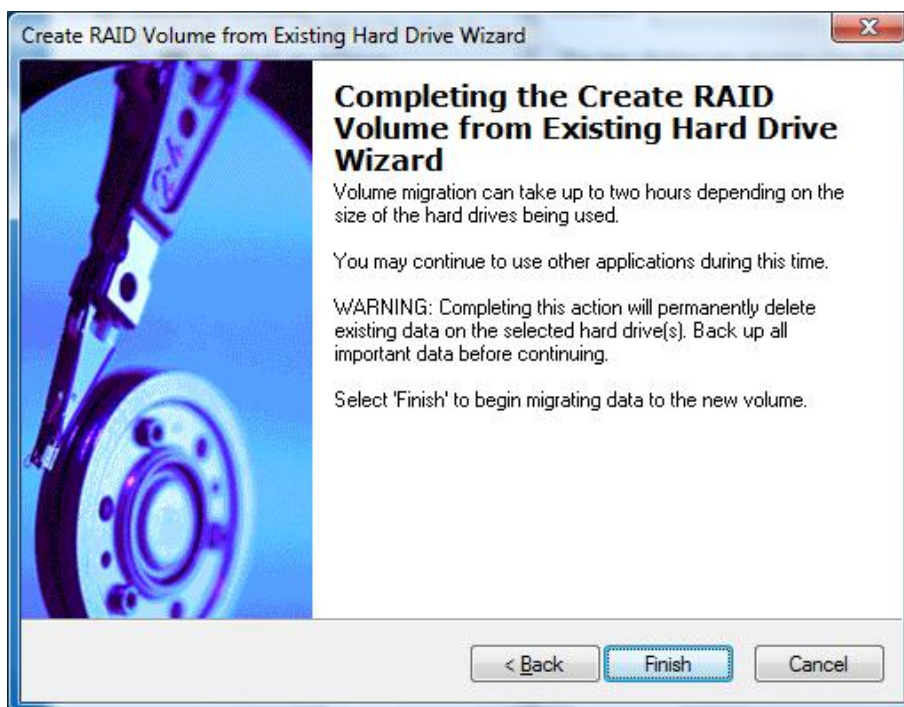 Create RAID Volume from Existing Hard Drive Wizard
Completing the Create RAID
Volume from Existing Hard Drive
Wizard
Volume migration can take up to two hours depending on the
size of the hard drives being used.
You may continue to use other applications during this time.
WARNING: Completing this action will permanently delete
existing data on the selected hard drive(s). Back up all
important data before continuing.
Select 'Finish' to begin migrating data to the new volume.
< Back Finish Cancel